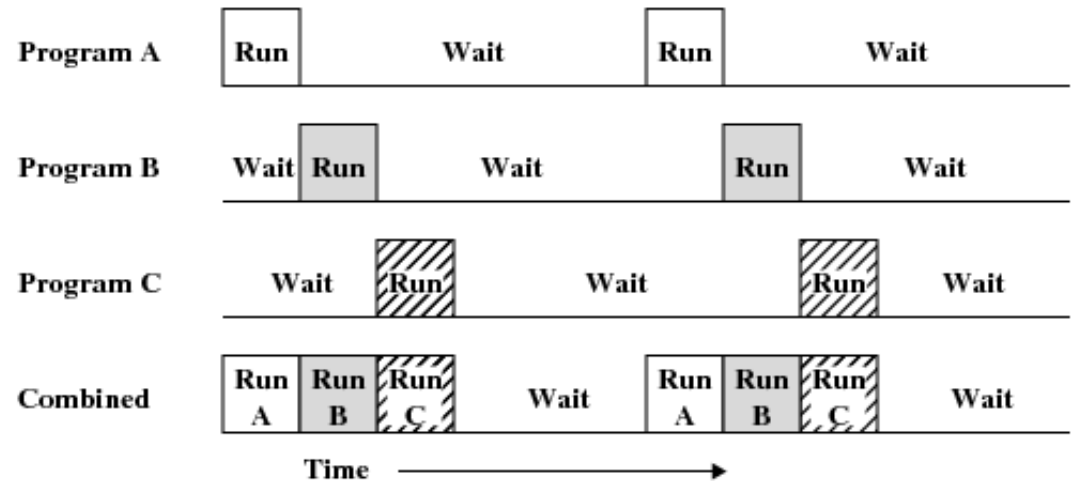 Program A Run Wait Run Wait
Program B Wait Run Wait Run Wait
Program C Wait Run Wait Run Wait
Combined Run A Run B Run C Wait Run A Run B Run C Wait
Time